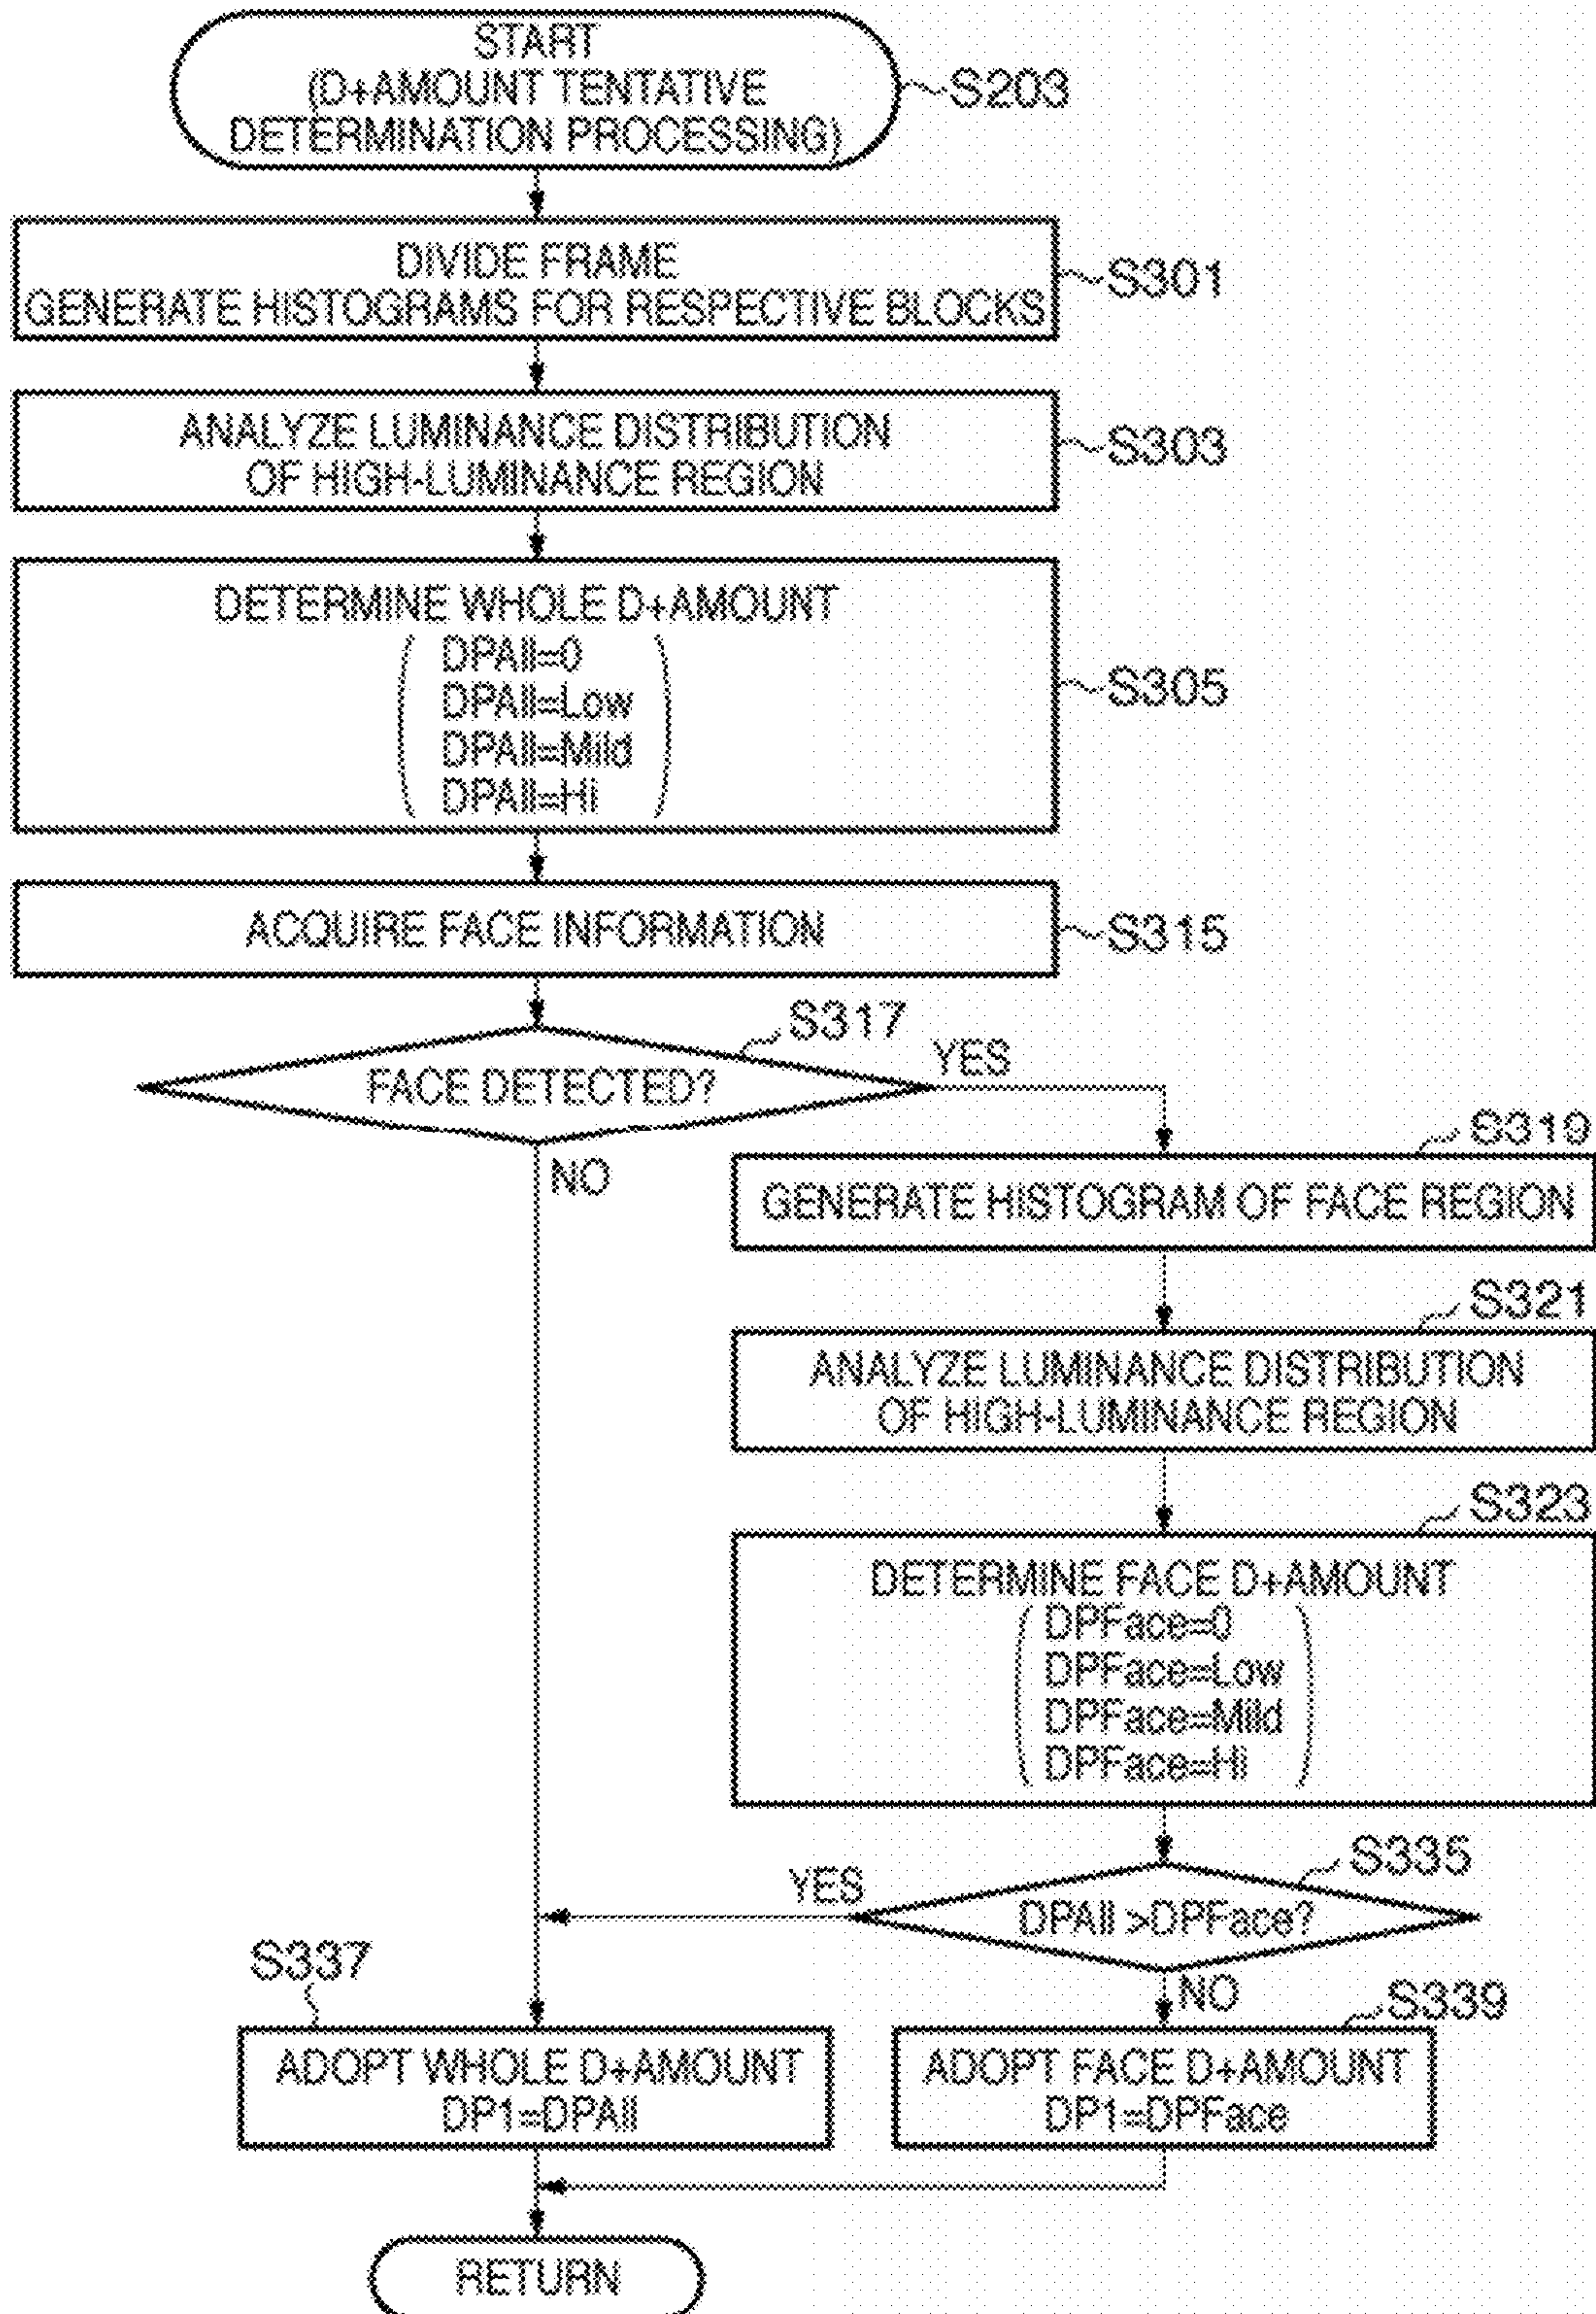 START
(D+AMOUNT TENTATIVE
DETERMINATION PROCESSING)
S203
DIVIDE FRAME
GENERATE HISTOGRAMS FOR RESPECTIVE BLOCKS
S301
ANALYZE LUMINANCE DISTRIBUTION
OF HIGH-LUMINANCE REGION
S303
DETERMINE WHOLE D+AMOUNT
DPAll=0
DPAll=Low
DPAll=Mild
DPAll=Hi
S305
ACQUIRE FACE INFORMATION
S315
S317
FACE DETECTED?
YES
NO
S319
GENERATE HISTOGRAM OF FACE REGION
S321
ANALYZE LUMINANCE DISTRIBUTION
OF HIGH-LUMINANCE REGION
S323
DETERMINE FACE D+AMOUNT
DPFace=0
DPFace=Low
DPFace=Mild
DPFace=Hi
S335
YES
DPAll >DPFace?
NO
S337
ADOPT WHOLE D+AMOUNT
DP1=DPAll
S339
ADOPT FACE D+AMOUNT
DP1=DPFace
RETURN